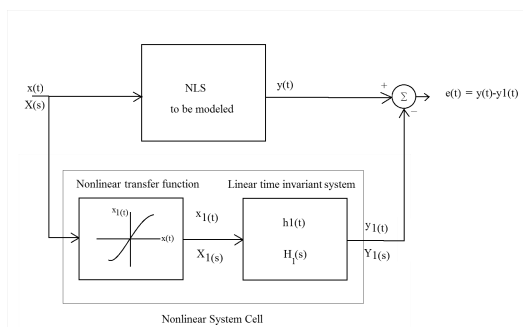 x(t)
X(s)
NLS
to be modeled
y(t)
+
Σ
−
e(t) = y(t)-y1(t)
Nonlinear transfer function
Linear time invariant system
x1(t)
x(t)
x1(t)
X1(s)
h1(t)
H1(s)
y1(t)
Y1(s)
Nonlinear System Cell